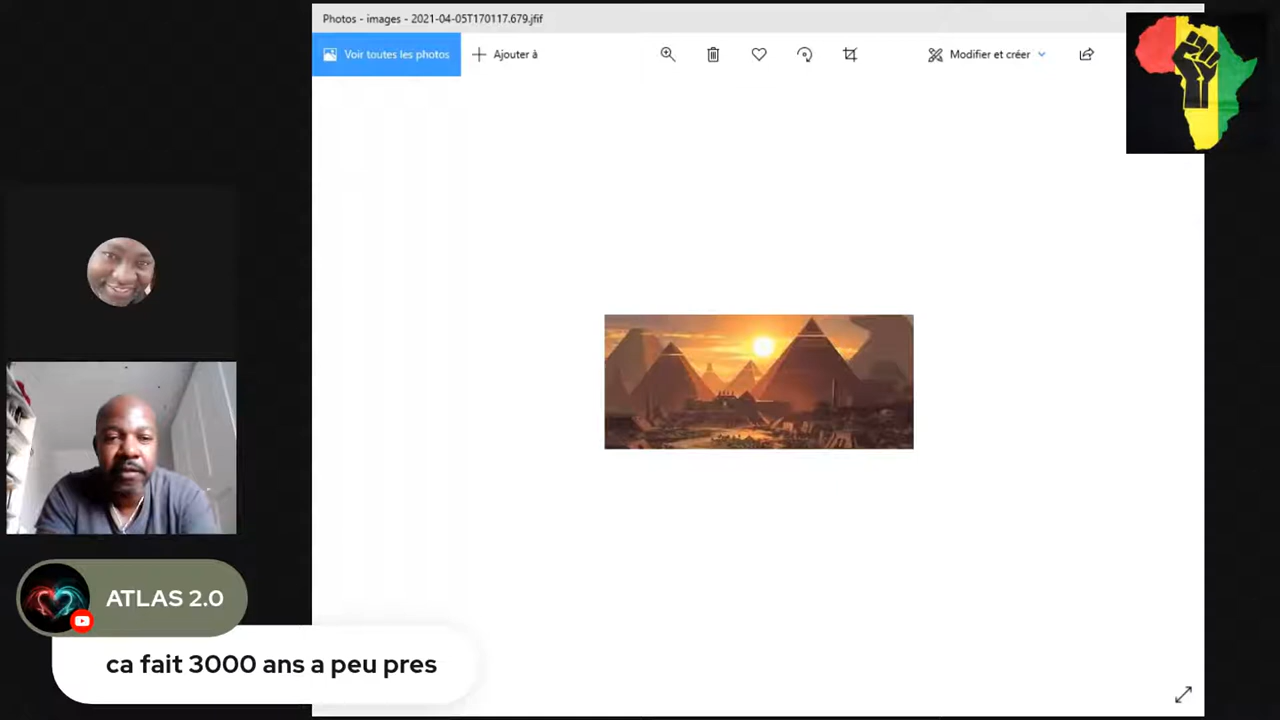 Photos - images - 2021-04-05T170117.679.jfif
Voir toutes les photos
Ajouter à
Modifier et créer
ATLAS 2.0
ca fait 3000 ans a peu pres